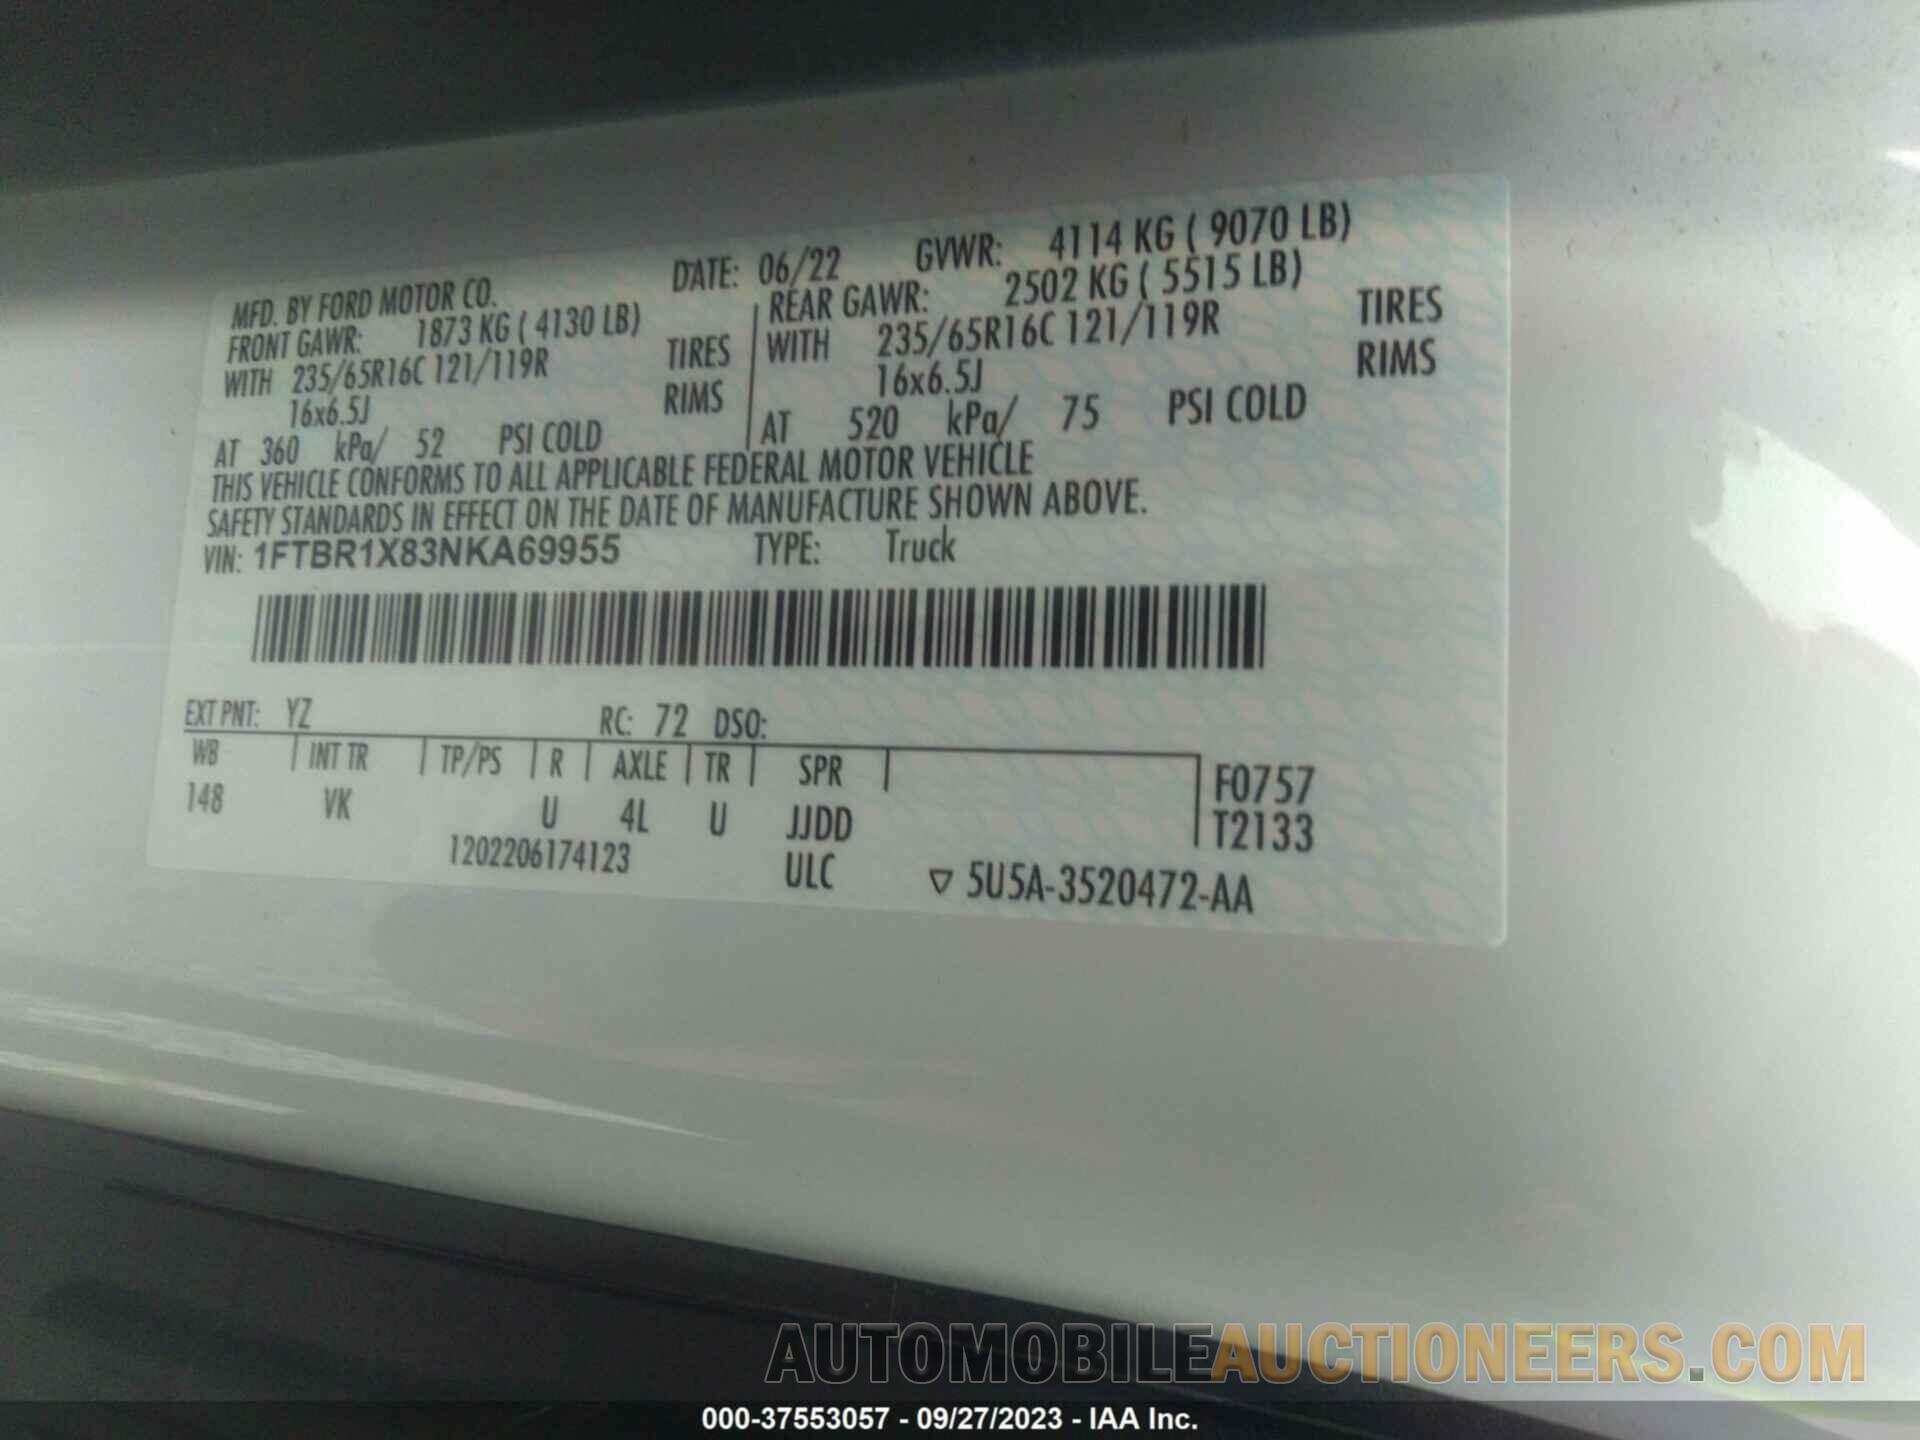 MFD. BY FORD MOTOR CO. DATE: 06/22 GVWR: 4114 KG ( 9070 LB)
FRONT GAWR: 1873 KG ( 4130 LB) REAR GAWR: 2502 KG ( 5515 LB)
WITH 235/65R16C 121/119R TIRES WITH 235/65R16C 121/119R TIRES
16x6.5J RIMS 16x6.5J RIMS
AT 360 kPa/ 52 PSI COLD AT 520 kPa/ 75 PSI COLD
THIS VEHICLE CONFORMS TO ALL APPLICABLE FEDERAL MOTOR VEHICLE
SAFETY STANDARDS IN EFFECT ON THE DATE OF MANUFACTURE SHOWN ABOVE.
VIN: 1FTBR1X83NKA69955 TYPE: Truck
EXT PNT: YZ RC: 72 DSO:
WB INT TR TP/PS R AXLE TR SPR F0757
148 VK U 4L U JJDD T2133
1202206174123 ULC 5U5A-3520472-AA
AUTOMOBILEAUCTIONEERS.COM
000-37553057 - 09/27/2023 - IAA Inc.